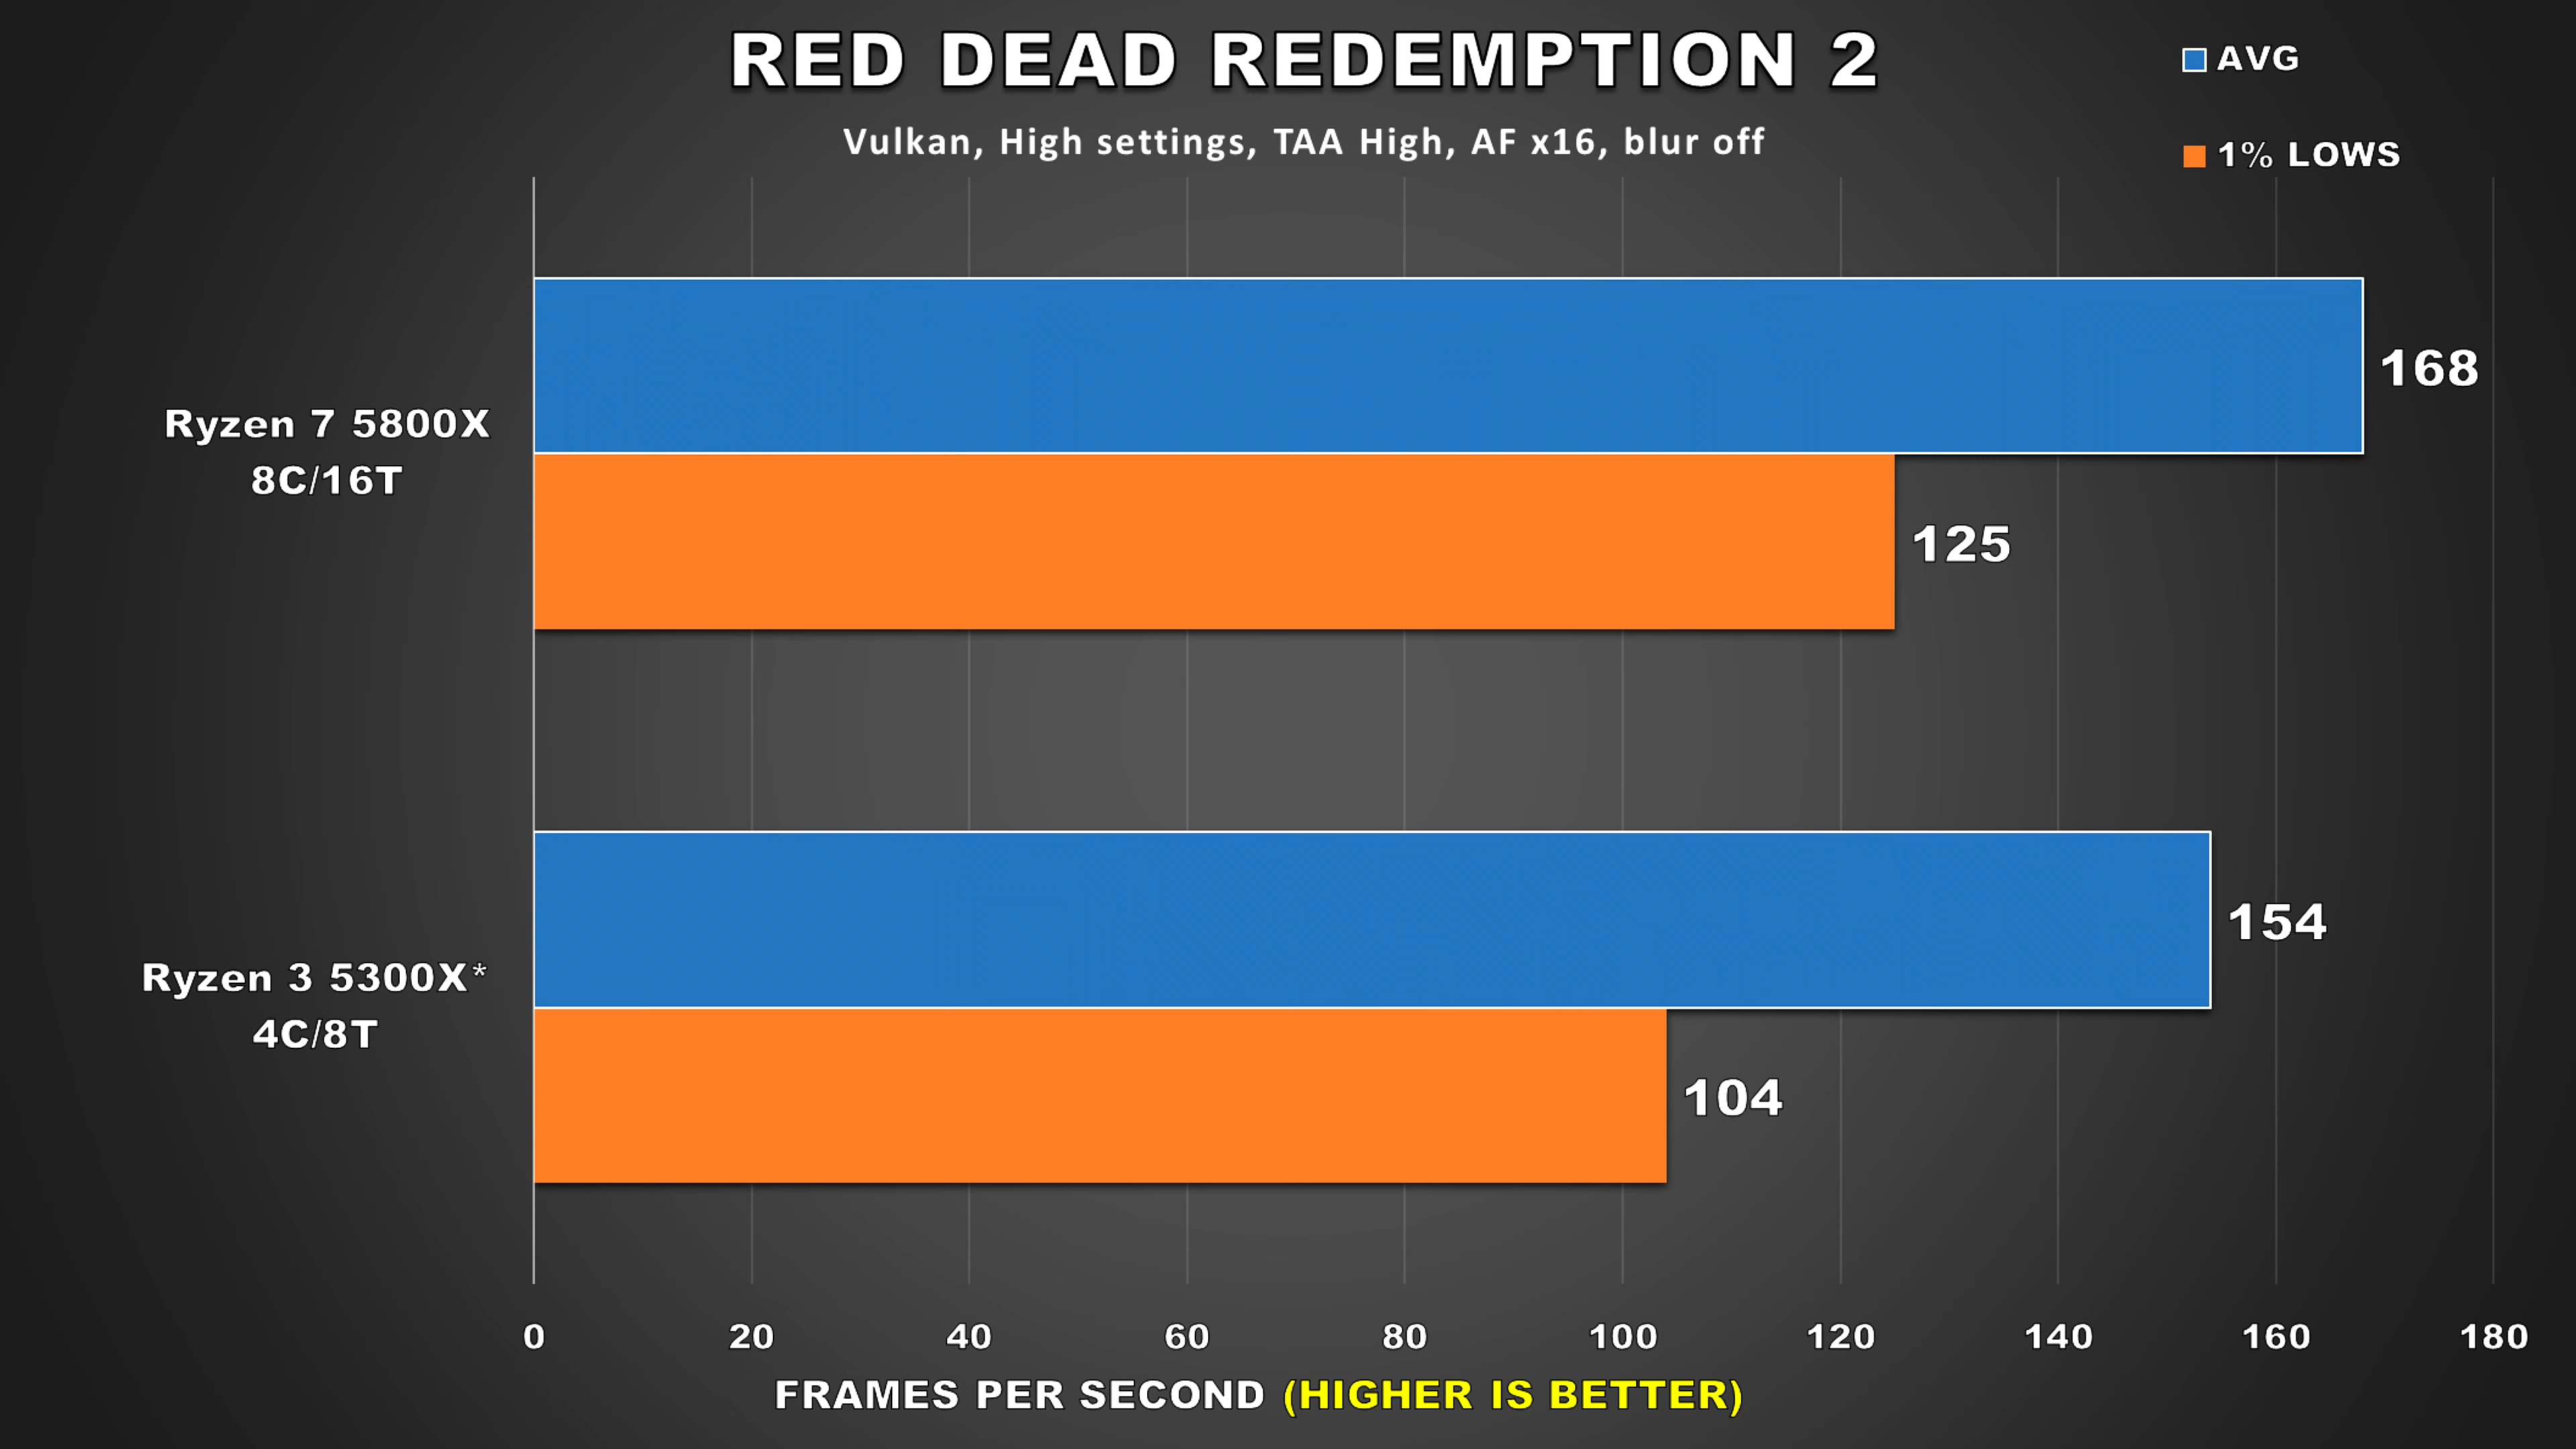 RED DEAD REDEMPTION 2
Vulkan, High settings, TAA High, AF x16, blur off
AVG
1% LOWS
Ryzen 7 5800X
8C/16T
168
125
Ryzen 3 5300X*
4C/8T
154
104
0 20 40 60 80 100 120 140 160 180
FRAMES PER SECOND (HIGHER IS BETTER)